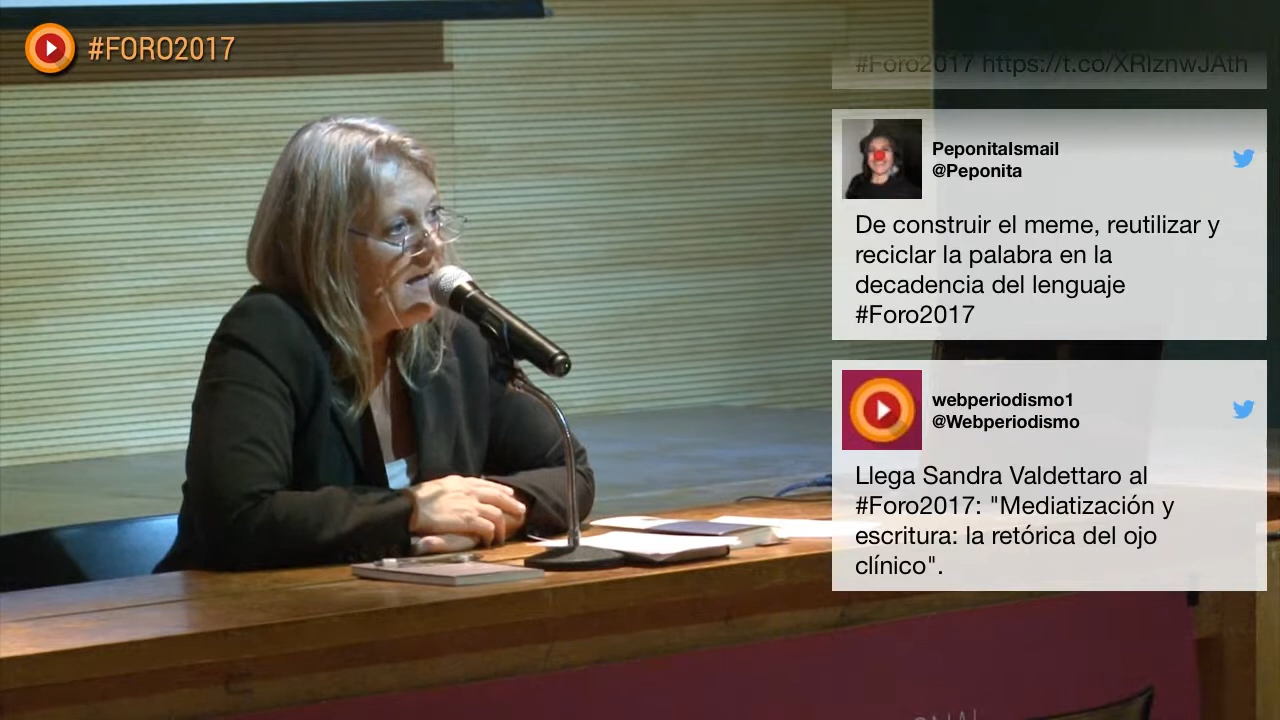 #FORO2017
#Foro2017 https://t.co/XRlznwJAth
PeponitaIsmail
@Peponita
De construir el meme, reutilizar y
reciclar la palabra en la
decadencia del lenguaje
#Foro2017
webperiodismo1
@Webperiodismo
Llega Sandra Valdettaro al
#Foro2017: "Mediatización y
escritura: la retórica del ojo
clínico".